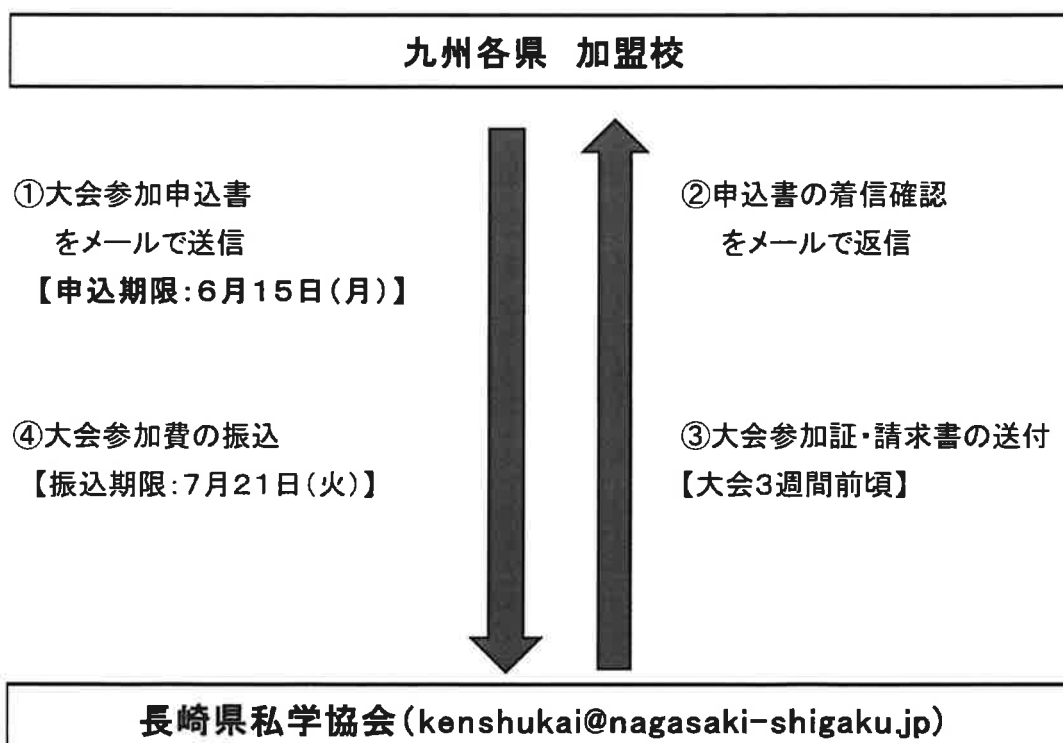 九州各県 加盟校
①大会参加申込書
をメールで送信
【申込期限：６月１５日（月）】
②申込書の着信確認
をメールで返信
④大会参加費の振込
【振込期限：７月２１日（火）】
③大会参加証・請求書の送付
【大会３週間前頃】
長崎県私学協会（kenshukai@nagasaki-shigaku.jp）